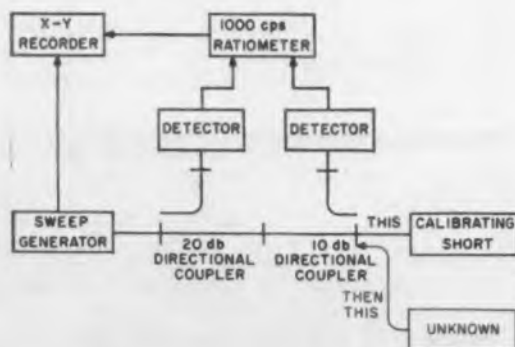 X-Y
RECORDER
1000 cps
RATIOMETER
DETECTOR
DETECTOR
SWEEP
GENERATOR
20 db
DIRECTIONAL
COUPLER
10 db
DIRECTIONAL
COUPLER
THIS
CALIBRATING
SHORT
THEN
THIS
UNKNOWN